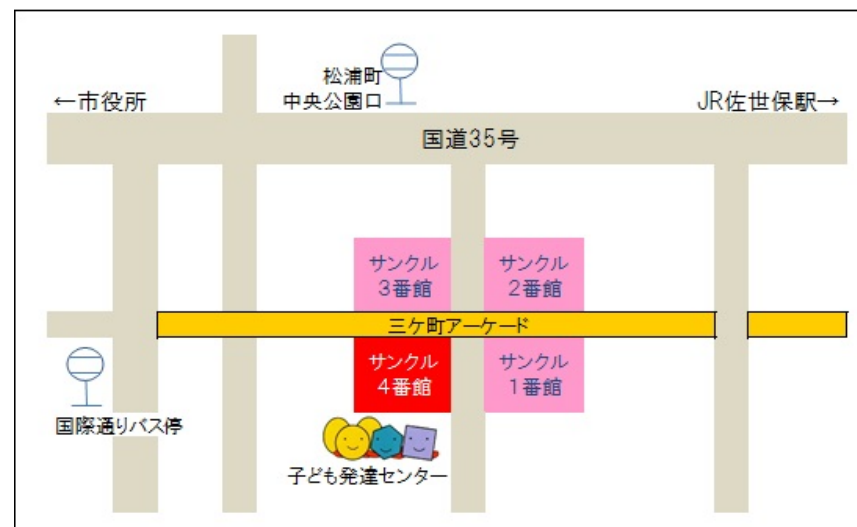 松浦町
中央公園口
←市役所
JR佐世保駅→
国道35号
サンクル
3番館
サンクル
2番館
三ケ町アーケード
サンクル
4番館
サンクル
1番館
国際通りバス停
子ども発達センター